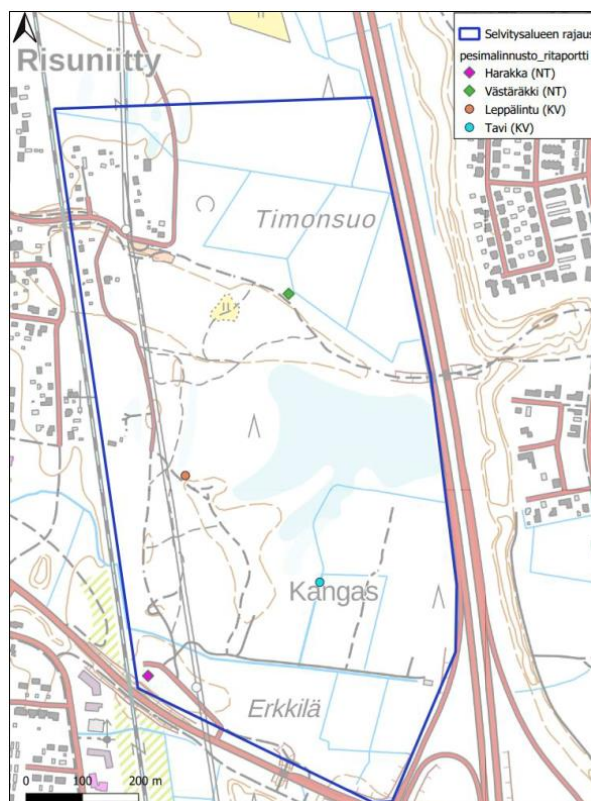 Selvitysalueen rajaus
pesimalinnusto_ritaportti
Harakka (NT)
Västäräkki (NT)
Leppälintu (KV)
Tavi (KV)
Risuniitty
Timonsuo
Kangas
Erkkilä
0 100 200 m